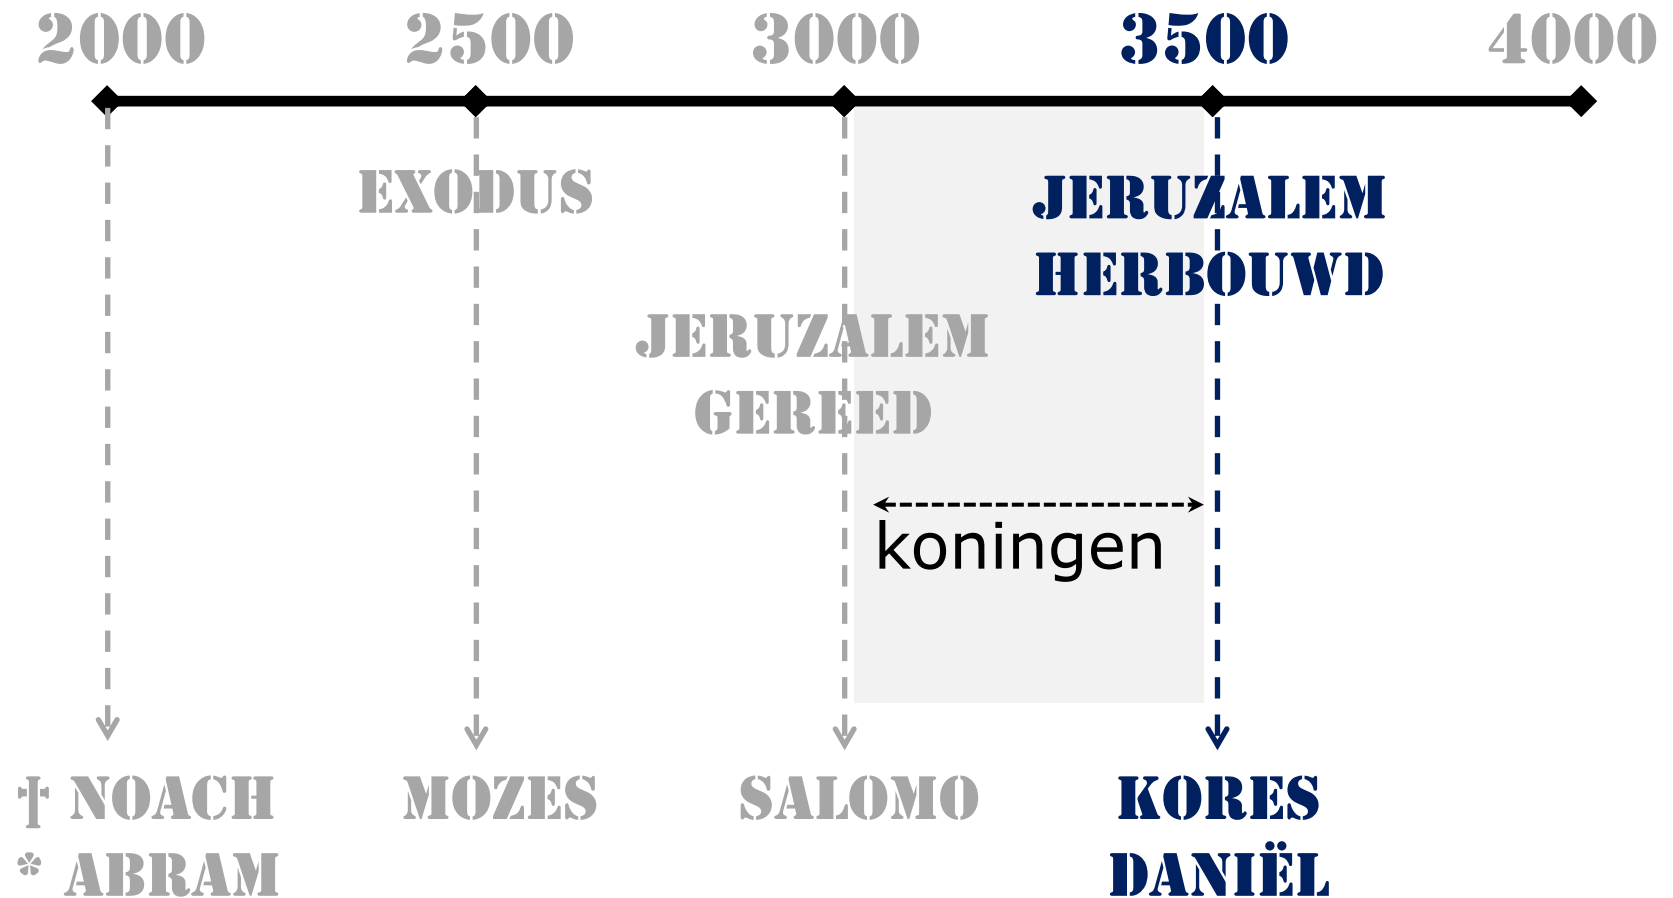 2000 2500 3000 3500 4000
EXODUS
JERUZALEM
HERBOUWD
JERUZALEM
GEREED
koningen
† NOACH
* ABRAM
MOZES
SALOMO
KORES
DANIËL